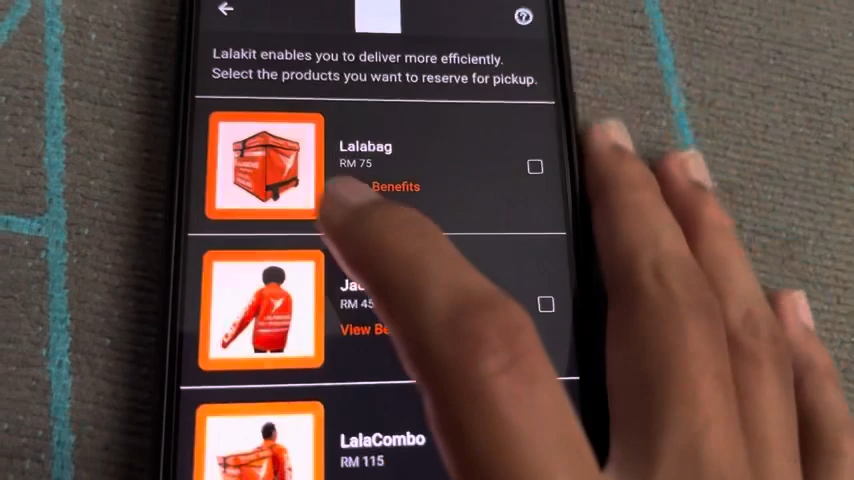 Lalakit enables you to deliver more efficiently.
Select the products you want to reserve for pickup.
Lalabag
RM 75
Benefits
RM 45
View
LalaCombo
RM 115